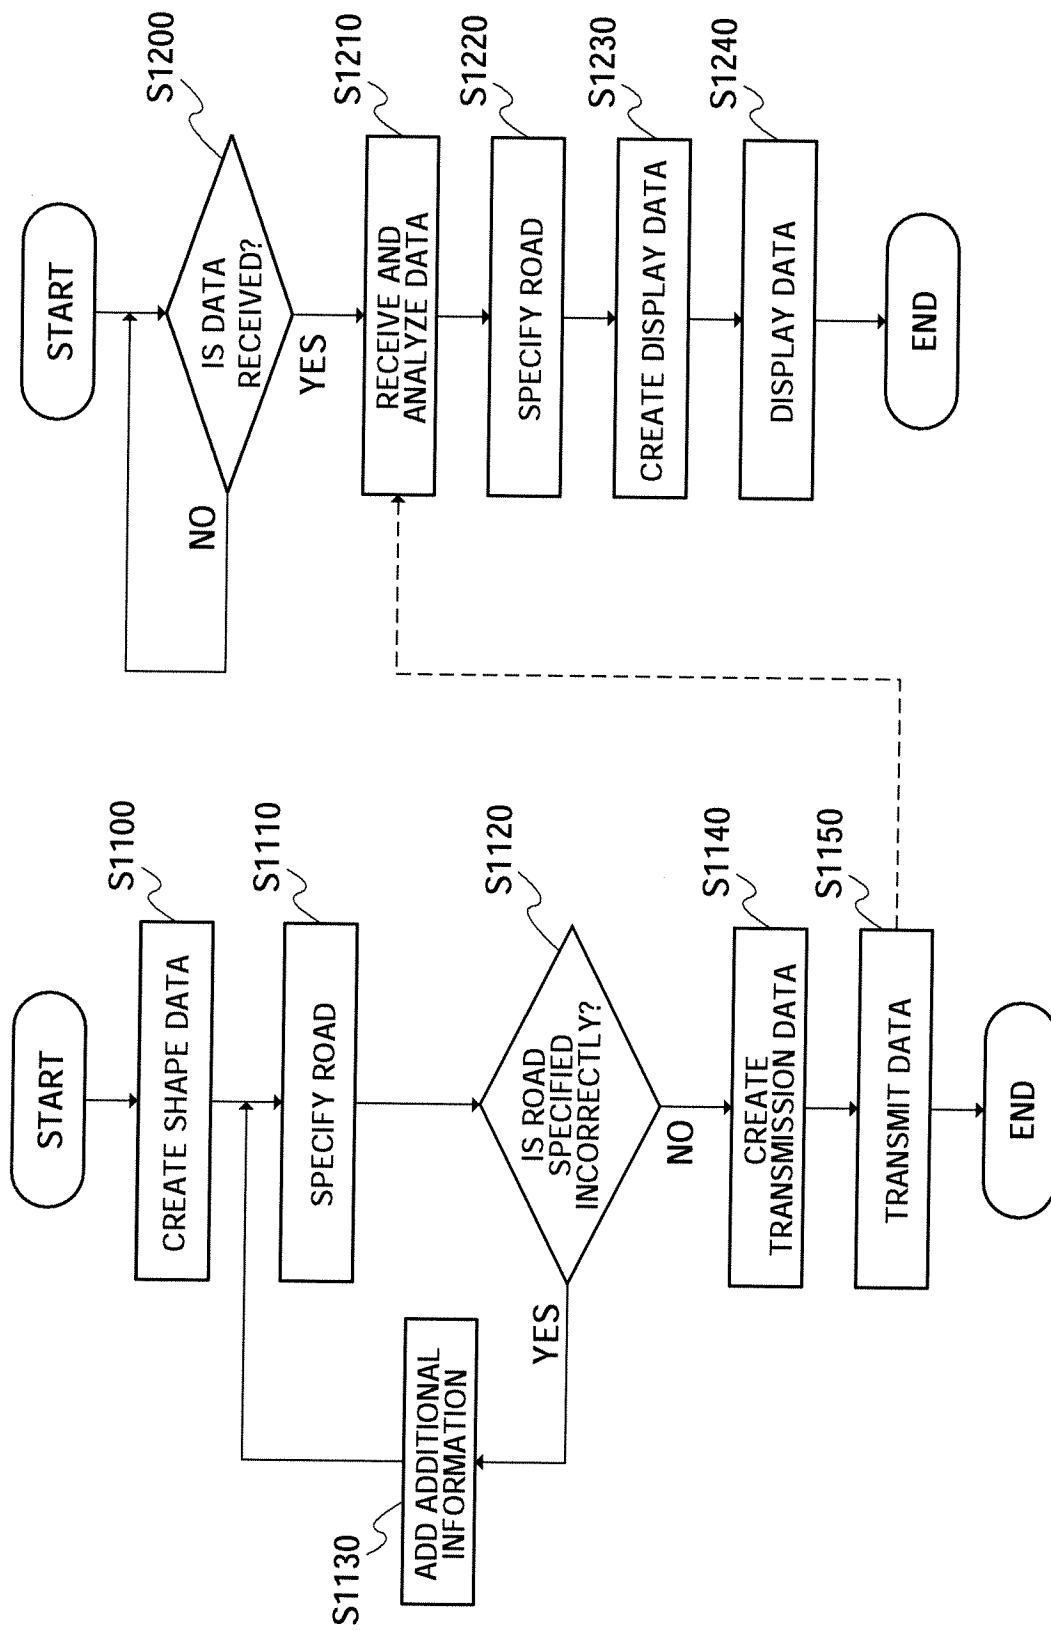 START
S1100
CREATE SHAPE DATA
S1110
SPECIFY ROAD
S1120
IS ROAD
SPECIFIED
INCORRECTLY?
YES
S1130
ADD ADDITIONAL
INFORMATION
NO
S1140
CREATE
TRANSMISSION DATA
S1150
TRANSMIT DATA
END
START
S1200
IS DATA
RECEIVED?
NO
YES
S1210
RECEIVE AND
ANALYZE DATA
S1220
SPECIFY ROAD
S1230
CREATE DISPLAY DATA
S1240
DISPLAY DATA
END